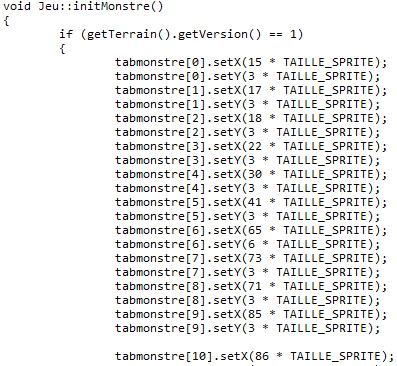 void Jeu::initMonstre()
{
if (getTerrain().getVersion() == 1)
{
tabmonstre[0].setX(15 * TAILLE_SPRITE);
tabmonstre[0].setY(3 * TAILLE_SPRITE);
tabmonstre[1].setX(17 * TAILLE_SPRITE);
tabmonstre[1].setY(3 * TAILLE_SPRITE);
tabmonstre[2].setX(18 * TAILLE_SPRITE);
tabmonstre[2].setY(3 * TAILLE_SPRITE);
tabmonstre[3].setX(22 * TAILLE_SPRITE);
tabmonstre[3].setY(3 * TAILLE_SPRITE);
tabmonstre[4].setX(30 * TAILLE_SPRITE);
tabmonstre[4].setY(3 * TAILLE_SPRITE);
tabmonstre[5].setX(41 * TAILLE_SPRITE);
tabmonstre[5].setY(3 * TAILLE_SPRITE);
tabmonstre[6].setX(65 * TAILLE_SPRITE);
tabmonstre[6].setY(6 * TAILLE_SPRITE);
tabmonstre[7].setX(73 * TAILLE_SPRITE);
tabmonstre[7].setY(3 * TAILLE_SPRITE);
tabmonstre[8].setX(71 * TAILLE_SPRITE);
tabmonstre[8].setY(3 * TAILLE_SPRITE);
tabmonstre[9].setX(85 * TAILLE_SPRITE);
tabmonstre[9].setY(3 * TAILLE_SPRITE);
tabmonstre[10].setX(86 * TAILLE_SPRITE);